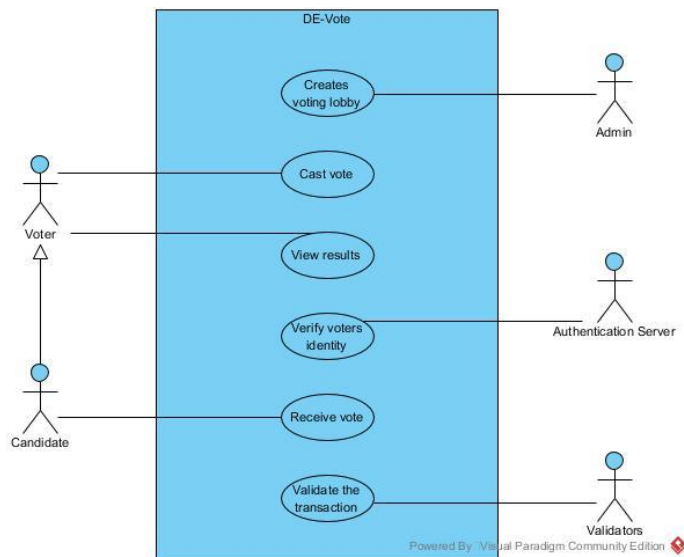 DE-Vote
Creates
voting lobby
Admin
Cast vote
Voter
View results
Verify voters
identity
Authentication Server
Receive vote
Candidate
Validate the
transaction
Validators
Powered By Visual Paradigm Community Edition